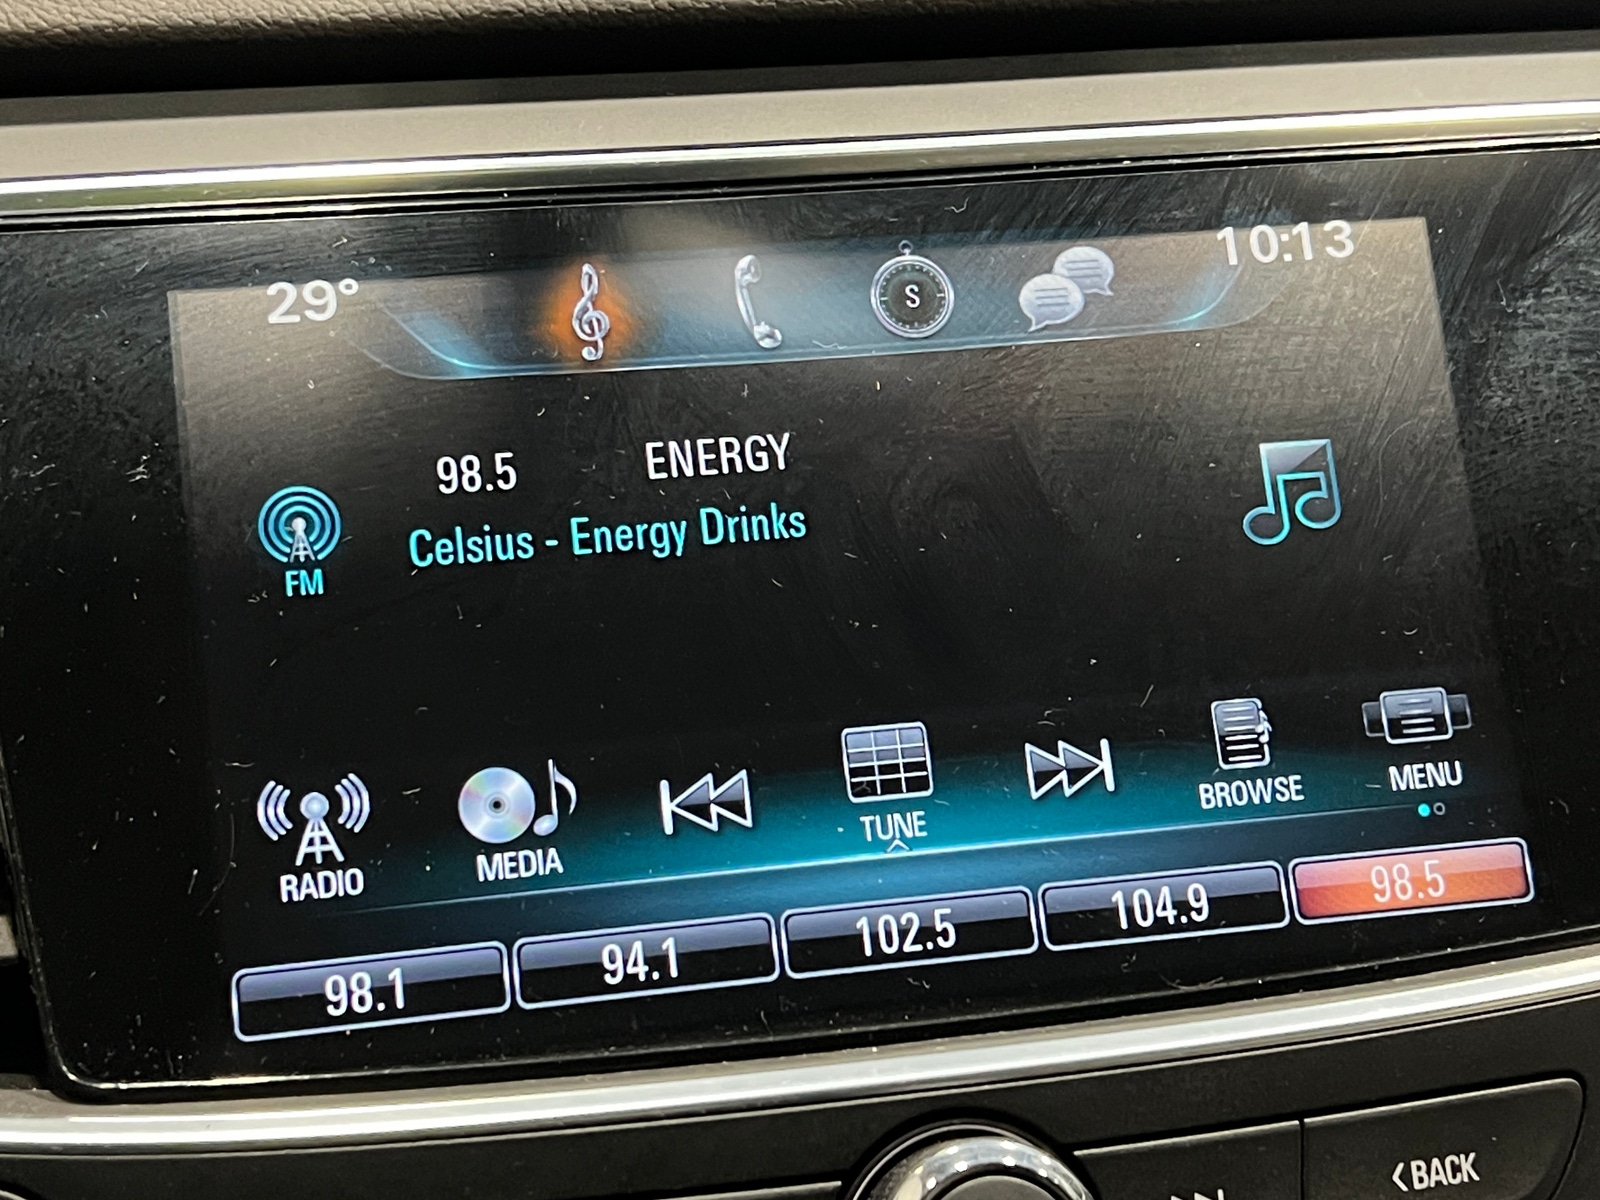 29° 10:13
S
98.5 ENERGY
Celsius - Energy Drinks
FM
RADIO MEDIA TUNE BROWSE MENU
98.1 94.1 102.5 104.9 98.5
BACK